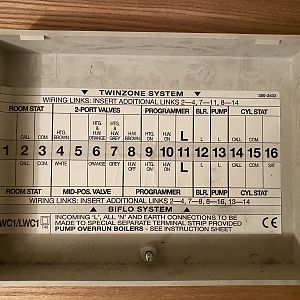 ▼ TWINZONE SYSTEM ▼
360-2402
WIRING LINKS: INSERT ADDITIONAL LINKS 2—4, 7—11, 8—14
ROOM STAT 2-PORT VALVES PROGRAMMER BLR. PUMP CYL STAT
HTG. HTG.
CALL COM. HTG. BROWN H.W. ORANGE H.W. GREY H.W. BROWN HTG. ON H.W. ON L CALL COM.
1 2 3 4 5 6 7 8 9 10 11 12 13 14 15 16
CALL COM. WHITE ORANGE GREY H.W. OFF HTG. ON H.W. ON L CALL COM. SAT
ROOM STAT MID-POS. VALVE PROGRAMMER BLR. PUMP CYL STAT
WIRING LINKS: INSERT ADDITIONAL LINKS 2—4, 7—8, 8—16, 13—14
▲ BIFLO SYSTEM ▲
WC1/LWC1
INCOMING 'L', ALL 'N' AND EARTH CONNECTIONS TO BE
MADE TO SPECIAL SEPARATE TERMINAL STRIP PROVIDED
PUMP OVERRUN BOILERS - SEE INSTRUCTION SHEET
CE